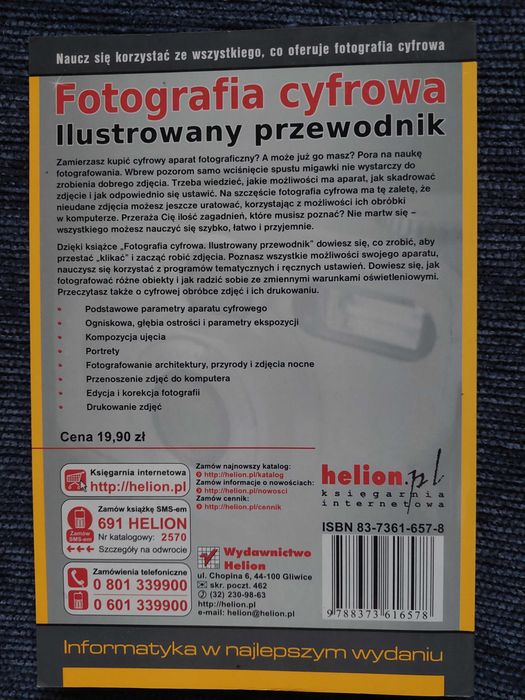 Naucz się korzystać ze wszystkiego, co oferuje fotografia cyfrowa
Fotografia cyfrowa
Ilustrowany przewodnik
Zamierzasz kupić cyfrowy aparat fotograficzny? A może już go masz? Pora na naukę
fotografowania. Wbrew pozorom samo wciśnięcie spustu migawki nie wystarczy do
zrobienia dobrego zdjęcia. Trzeba wiedzieć, jakie możliwości ma aparat, jak skadrować
zdjęcie i jak odpowiednio się ustawić. Na szczęście fotografia cyfrowa ma tę zaletę, że
nieudane zdjęcia możesz jeszcze uratować, korzystając z możliwości ich obróbki
w komputerze. Przeraża Cię ilość zagadnień, które musisz poznać? Nie martw się –
wszystkiego możesz nauczyć się szybko, łatwo i przyjemnie.
Dzięki książce „Fotografia cyfrowa. Ilustrowany przewodnik” dowiesz się, co zrobić, aby
przestać „klikać” i zacząć robić zdjęcia. Poznasz wszystkie możliwości swojego aparatu,
nauczysz się korzystać z programów tematycznych i ręcznych ustawień. Dowiesz się, jak
fotografować różne obiekty i jak radzić sobie ze zmiennymi warunkami oświetleniowymi.
Przeczytasz także o cyfrowej obróbce zdjęć i ich drukowaniu.
• Podstawowe parametry aparatu cyfrowego
• Ogniskowa, głębia ostrości i parametry ekspozycji
• Kompozycja ujęcia
• Portrety
• Fotografowanie architektury, przyrody i zdjęcia nocne
• Przenoszenie zdjęć do komputera
• Edycja i korekcja fotografii
• Drukowanie zdjęć
Cena 19,90 zł
Księgarnia internetowa
http://helion.pl
Zamów książkę SMS-em
691 HELION
Nr katalogowy: 2570
Szczegóły na odwrocie
Zamów
SMS-em
Zamówienia telefoniczne
0 801 339900
0 601 339900
Zamów najnowszy katalog:
http://helion.pl/katalog
Zamów informacje o nowościach:
http://helion.pl/nowosci
Zamów cennik:
http://helion.pl/cennik
Wydawnictwo
Helion
ul. Chopina 6, 44-100 Gliwice
skr. poczt. 462
(32) 230-98-63
http://helion.pl
e-mail: helion@helion.pl
helion.pl
księgarnia
internetowa
ISBN 83-7361-657-8
9 788373 616578
Informatyka w najlepszym wydaniu